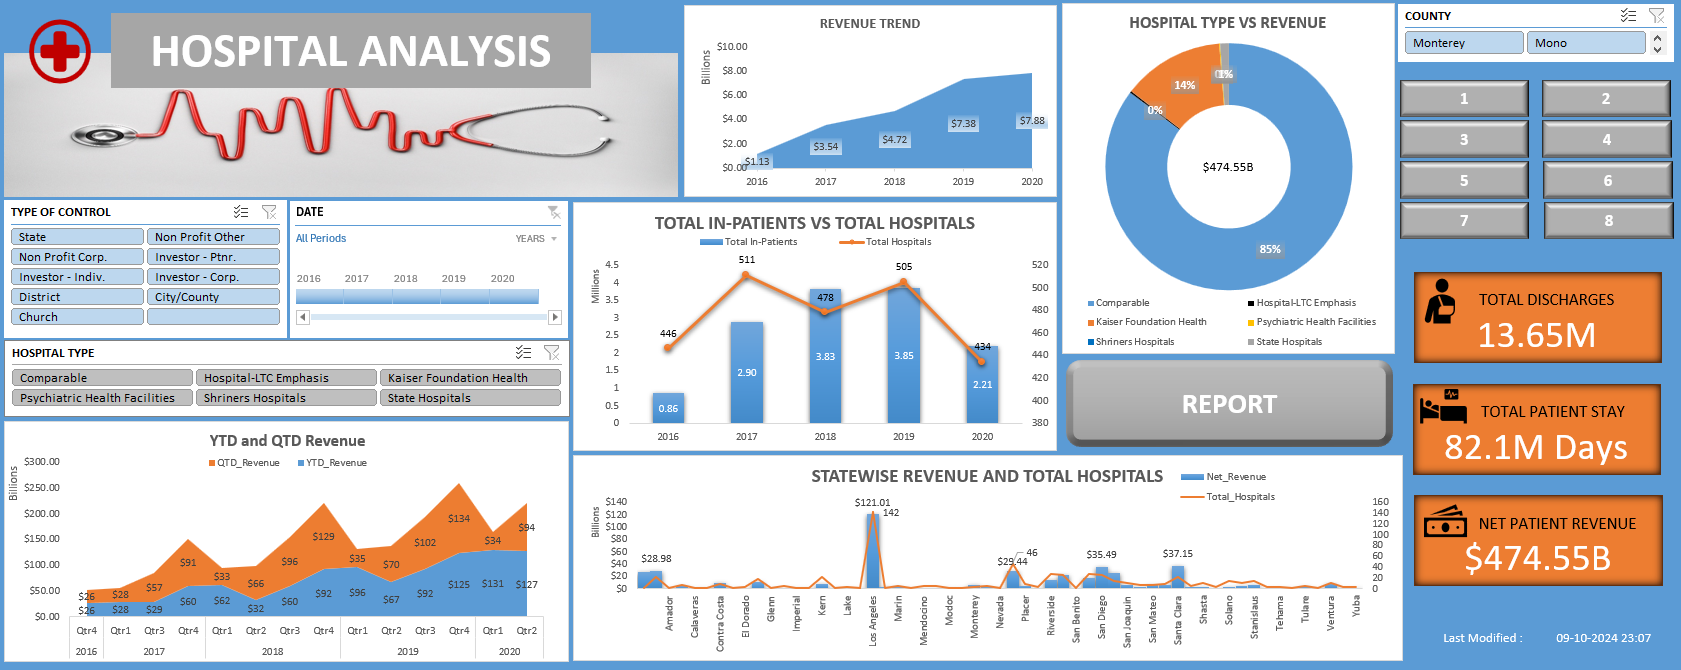 HOSPITAL ANALYSIS
REVENUE TREND
Billions
$10.00
$8.00
$6.00
$4.00
$2.00
$0.00
$1.13
$3.54
$4.72
$7.38
$7.88
2016 2017 2018 2019 2020
HOSPITAL TYPE VS REVENUE
14%
1%
0%
$474.55B
85%
Comparable Hospital-LTC Emphasis
Kaiser Foundation Health Psychiatric Health Facilities
Shriners Hospitals State Hospitals
COUNTY
Monterey Mono
1 2
3 4
5 6
7 8
TYPE OF CONTROL
State Non Profit Other
Non Profit Corp. Investor - Ptnr.
Investor - Indiv. Investor - Corp.
District City/County
Church
DATE
All Periods YEARS
2016 2017 2018 2019 2020
HOSPITAL TYPE
Comparable Hospital-LTC Emphasis Kaiser Foundation Health
Psychiatric Health Facilities Shriners Hospitals State Hospitals
TOTAL IN-PATIENTS VS TOTAL HOSPITALS
Total In-Patients Total Hospitals
Millions
4.5
4
3.5
3
2.5
2
1.5
1
0.5
0
446 511 478 505 434
0.86 2.90 3.83 3.85 2.21
520
500
480
460
440
420
400
380
2016 2017 2018 2019 2020
REPORT
TOTAL DISCHARGES
13.65M
TOTAL PATIENT STAY
82.1M Days
NET PATIENT REVENUE
$474.55B
YTD and QTD Revenue
QTD_Revenue YTD_Revenue
Billions
$300.00
$250.00
$200.00
$150.00
$100.00
$50.00
$0.00
$26 $28 $57 $91 $33 $66 $96 $129 $35 $70 $102 $134 $34 $94
$26 $28 $29 $60 $62 $32 $60 $92 $96 $67 $92 $125 $131 $127
Qtr4 Qtr1 Qtr3 Qtr4 Qtr1 Qtr2 Qtr3 Qtr4 Qtr1 Qtr2 Qtr3 Qtr4 Qtr1 Qtr2
2016 2017 2018 2019 2020
STATEWISE REVENUE AND TOTAL HOSPITALS
Net_Revenue
Total_Hospitals
Billions
$140
$120
$100
$80
$60
$40
$20
$0
$28.98
$121.01
142
46
$29.44
$35.49
$37.15
160
140
120
100
80
60
40
20
0
Amador Calaveras Contra Costa El Dorado Glenn Imperial Kern Lake Los Angeles Marin Mendocino Modoc Monterey Nevada Placer Riverside San Benito San Diego San Joaquin San Mateo Santa Clara Shasta Solano Stanislaus Tehama Tulare Ventura Yuba
Last Modified : 09-10-2024 23:07